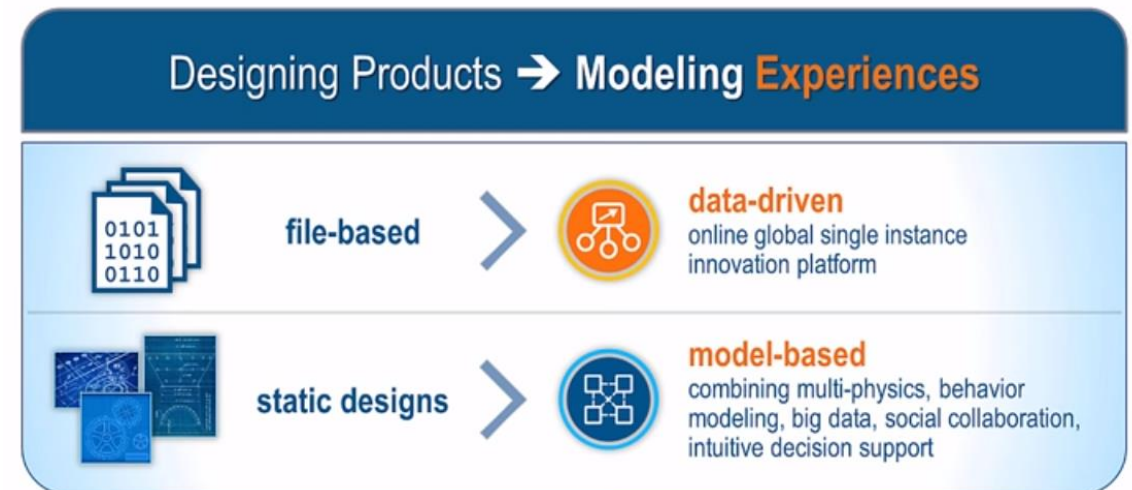 Designing Products ➔ Modeling Experiences
0101
1010
0110
file-based
data-driven
online global single instance
innovation platform
static designs
model-based
combining multi-physics, behavior
modeling, big data, social collaboration,
intuitive decision support